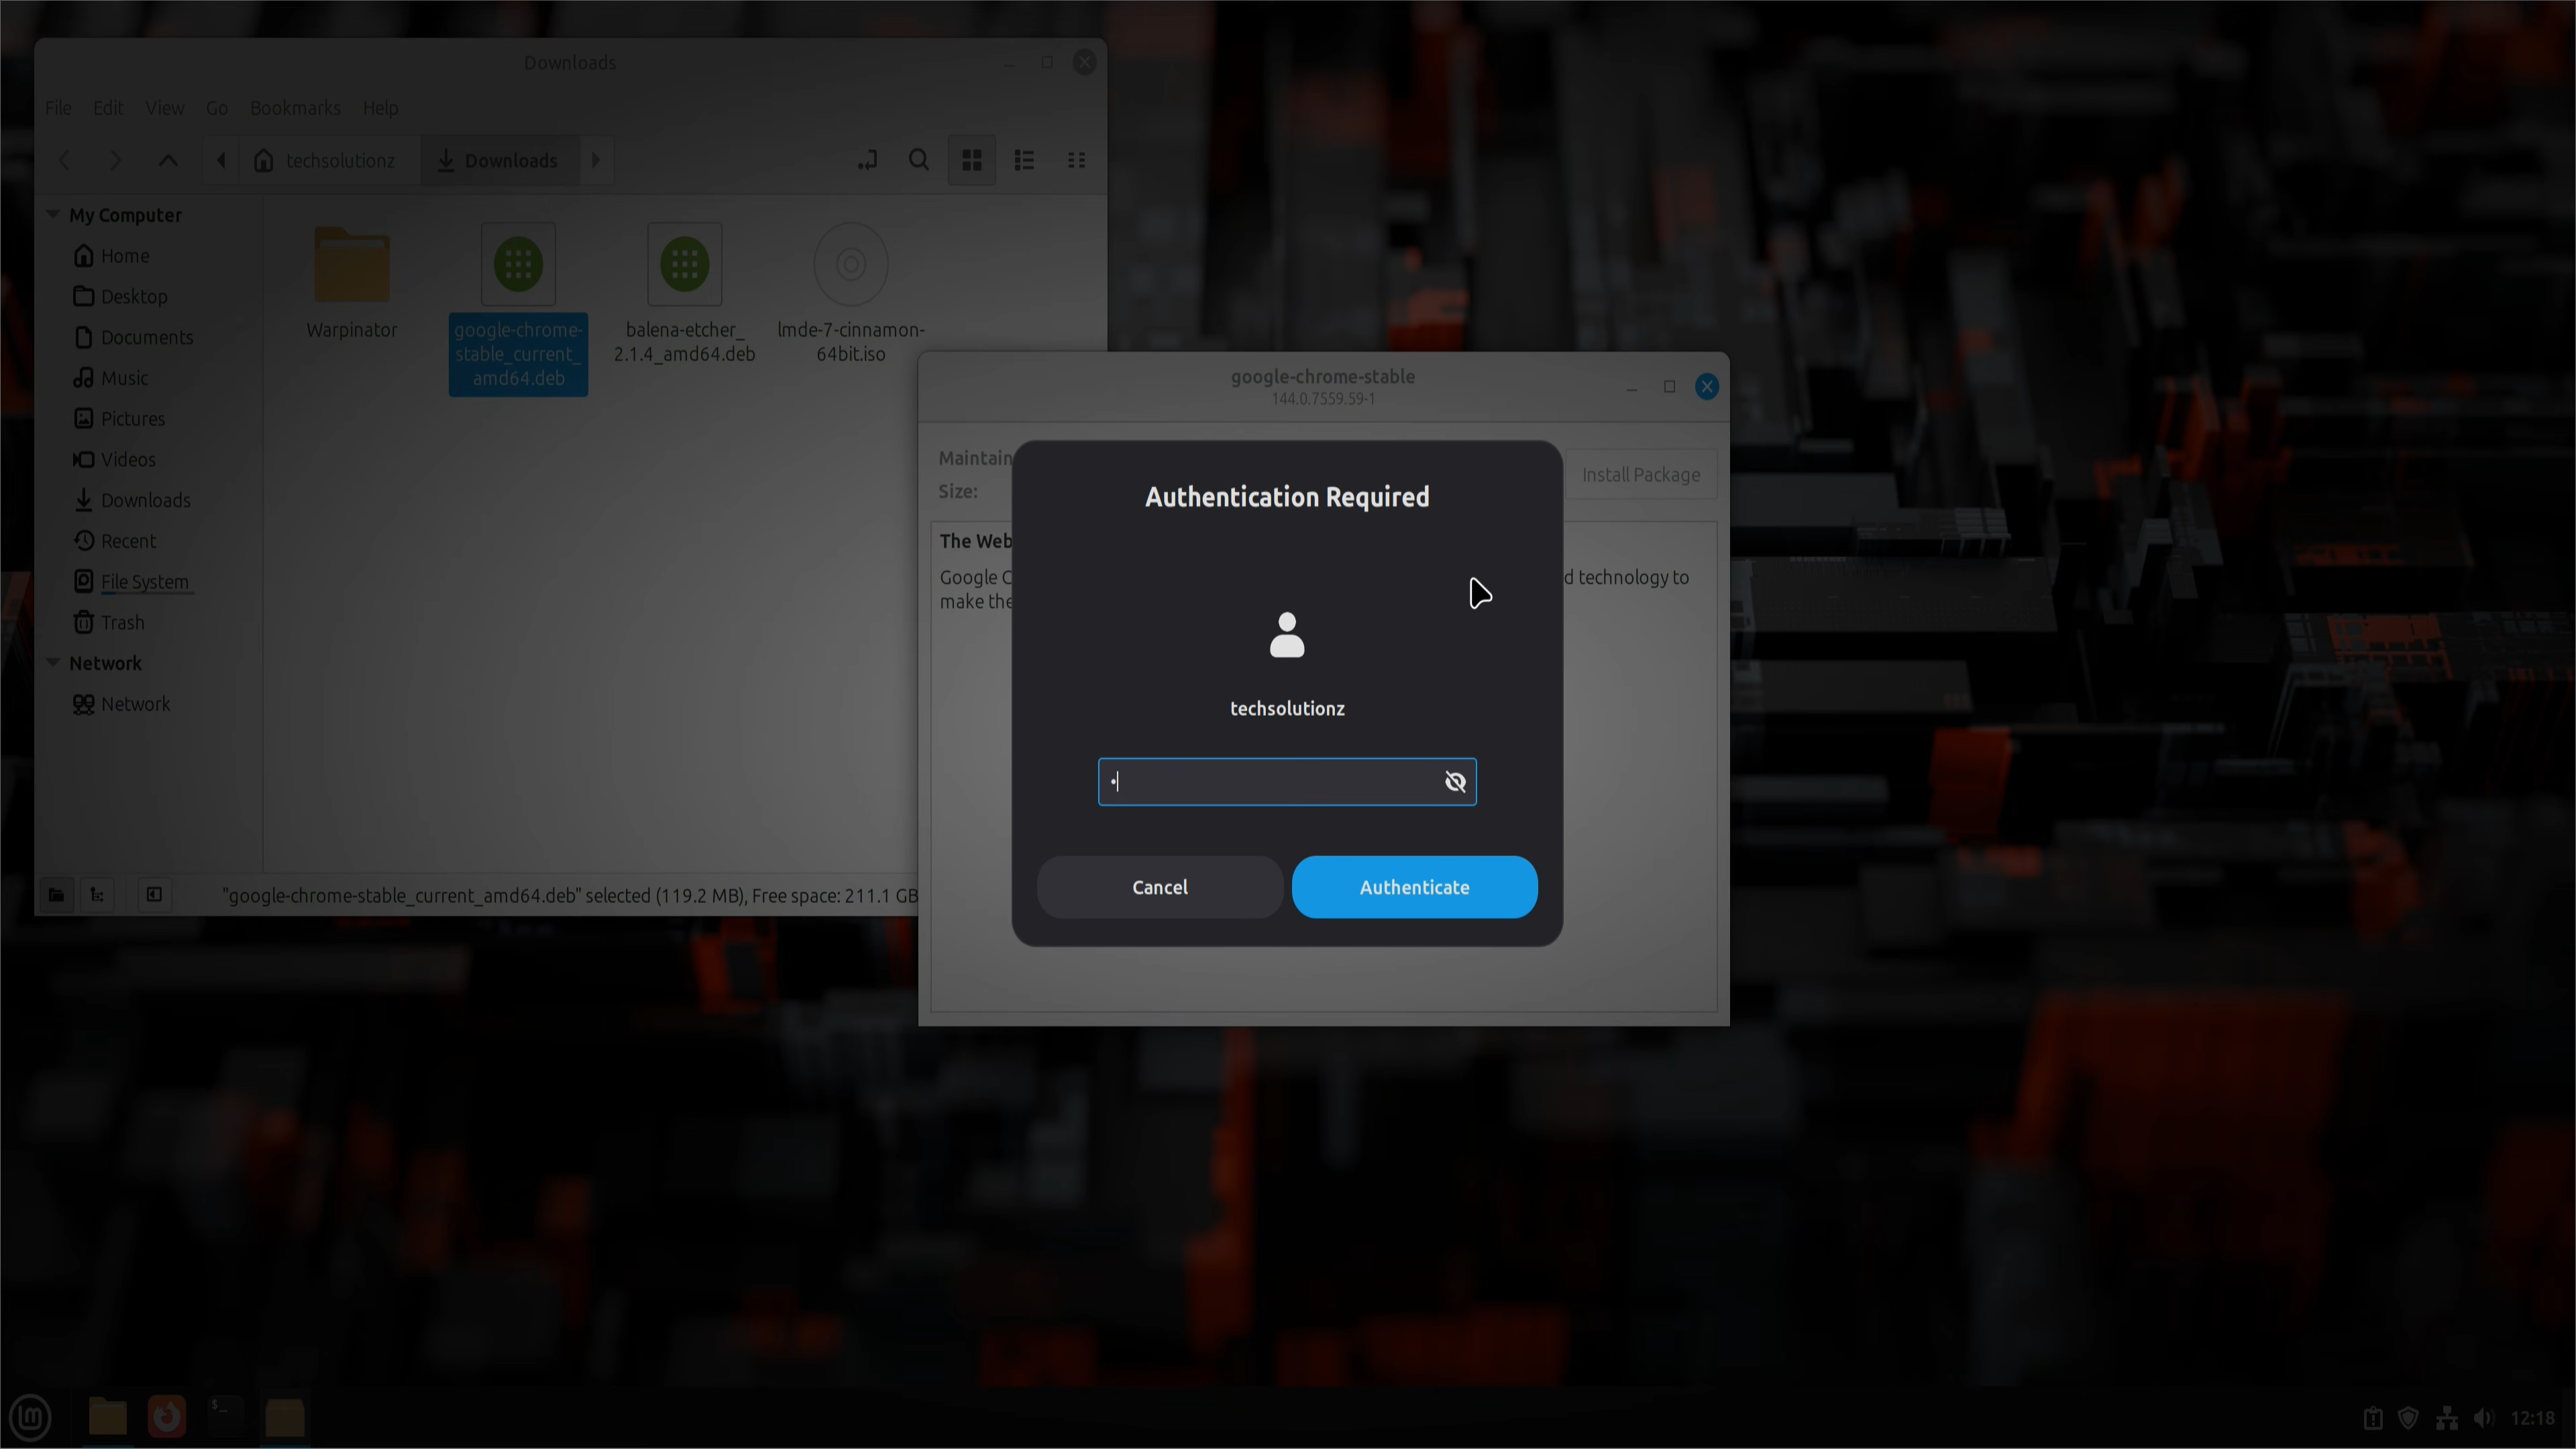 Downloads
File Edit View Go Bookmarks Help
techsolutionz Downloads
My Computer
Home
Desktop
Documents
Music
Pictures
Videos
Downloads
Recent
File System
Trash
Network
Network
Warpinator
google-chrome-
stable_current_
amd64.deb
balena-etcher_
2.1.4_amd64.deb
lmde-7-cinnamon-
64bit.iso
"google-chrome-stable_current_amd64.deb" selected (119.2 MB), Free space: 211.1 GB
google-chrome-stable
144.0.7559.59-1
Maintain
Size:
Install Package
The Web
Google C
d technology to
make the
Authentication Required
techsolutionz
Cancel
Authenticate
$_
12:18